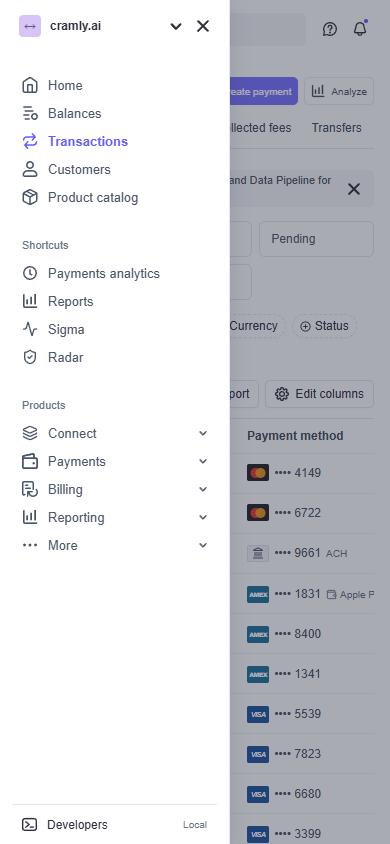 cramly.ai
Home
Balances
Transactions
Customers
Product catalog
Shortcuts
Payments analytics
Reports
Sigma
Radar
Products
Connect
Payments
Billing
Reporting
More
Developers Local
reate payment Analyze
llected fees Transfers
and Data Pipeline for
Pending
Currency Status
port Edit columns
Payment method
•••• 4149
•••• 6722
•••• 9661 ACH
AMEX •••• 1831 Apple P
AMEX •••• 8400
AMEX •••• 1341
VISA •••• 5539
VISA •••• 7823
VISA •••• 6680
VISA •••• 3399